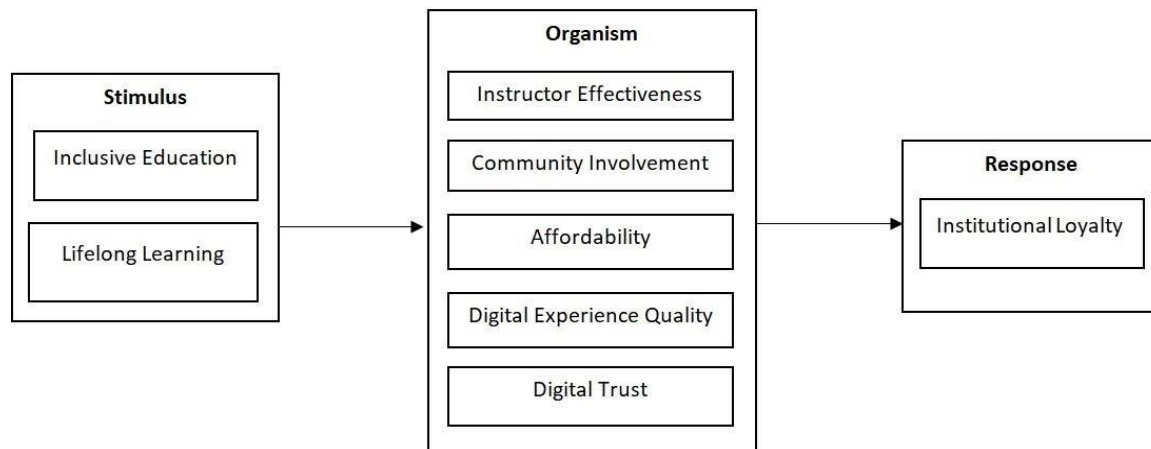 Stimulus
Inclusive Education
Lifelong Learning
Organism
Instructor Effectiveness
Community Involvement
Affordability
Digital Experience Quality
Digital Trust
Response
Institutional Loyalty